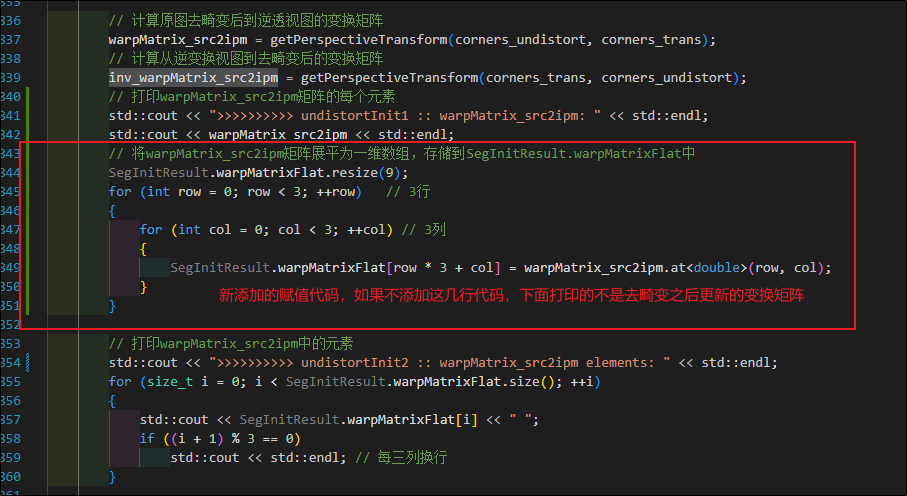 335
336 // 计算原图去畸变后到逆透视图的变换矩阵
337 warpMatrix_src2ipm = getPerspectiveTransform(corners_undistort, corners_trans);
338 // 计算从逆变换视图到去畸变后的变换矩阵
339 inv_warpMatrix_src2ipm = getPerspectiveTransform(corners_trans, corners_undistort);
340 // 打印warpMatrix_src2ipm矩阵的每个元素
341 std::cout << ">>>>>>>>>> undistortInit1 :: warpMatrix_src2ipm: " << std::endl;
342 std::cout << warpMatrix_src2ipm << std::endl;
343 // 将warpMatrix_src2ipm矩阵展平为一维数组，存储到SegInitResult.warpMatrixFlat中
344 SegInitResult.warpMatrixFlat.resize(9);
345 for (int row = 0; row < 3; ++row) // 3行
346 {
347 for (int col = 0; col < 3; ++col) // 3列
348 {
349 SegInitResult.warpMatrixFlat[row * 3 + col] = warpMatrix_src2ipm.at<double>(row, col);
350 }
新添加的赋值代码，如果不添加这几行代码，下面打印的不是去畸变之后更新的变换矩阵
351 }
352
353 // 打印warpMatrix_src2ipm中的元素
354 std::cout << ">>>>>>>>>> undistortInit2 :: warpMatrix_src2ipm elements: " << std::endl;
355 for (size_t i = 0; i < SegInitResult.warpMatrixFlat.size(); ++i)
356 {
357 std::cout << SegInitResult.warpMatrixFlat[i] << " ";
358 if ((i + 1) % 3 == 0)
359 std::cout << std::endl; // 每三列换行
360 }
361